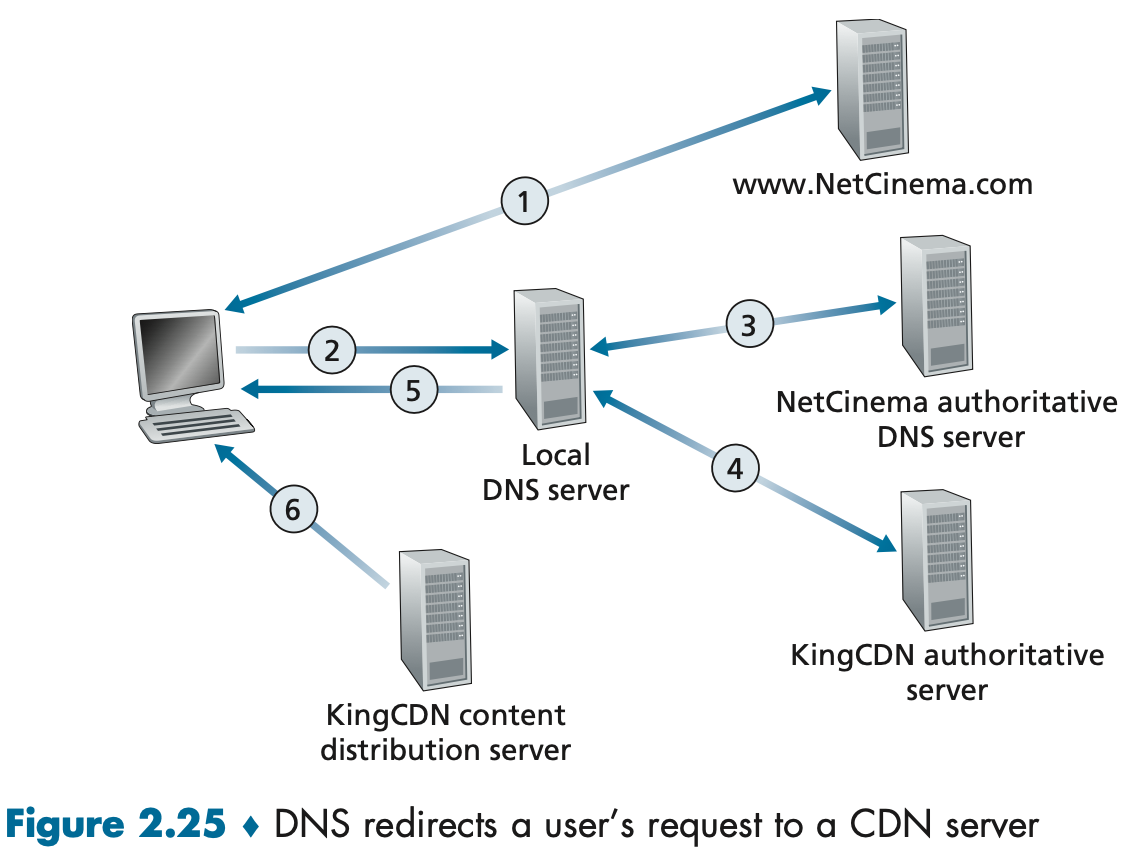 1
www.NetCinema.com
2
3
5
NetCinema authoritative
DNS server
Local
DNS server
4
6
KingCDN authoritative
server
KingCDN content
distribution server
Figure 2.25 ♦ DNS redirects a user's request to a CDN server